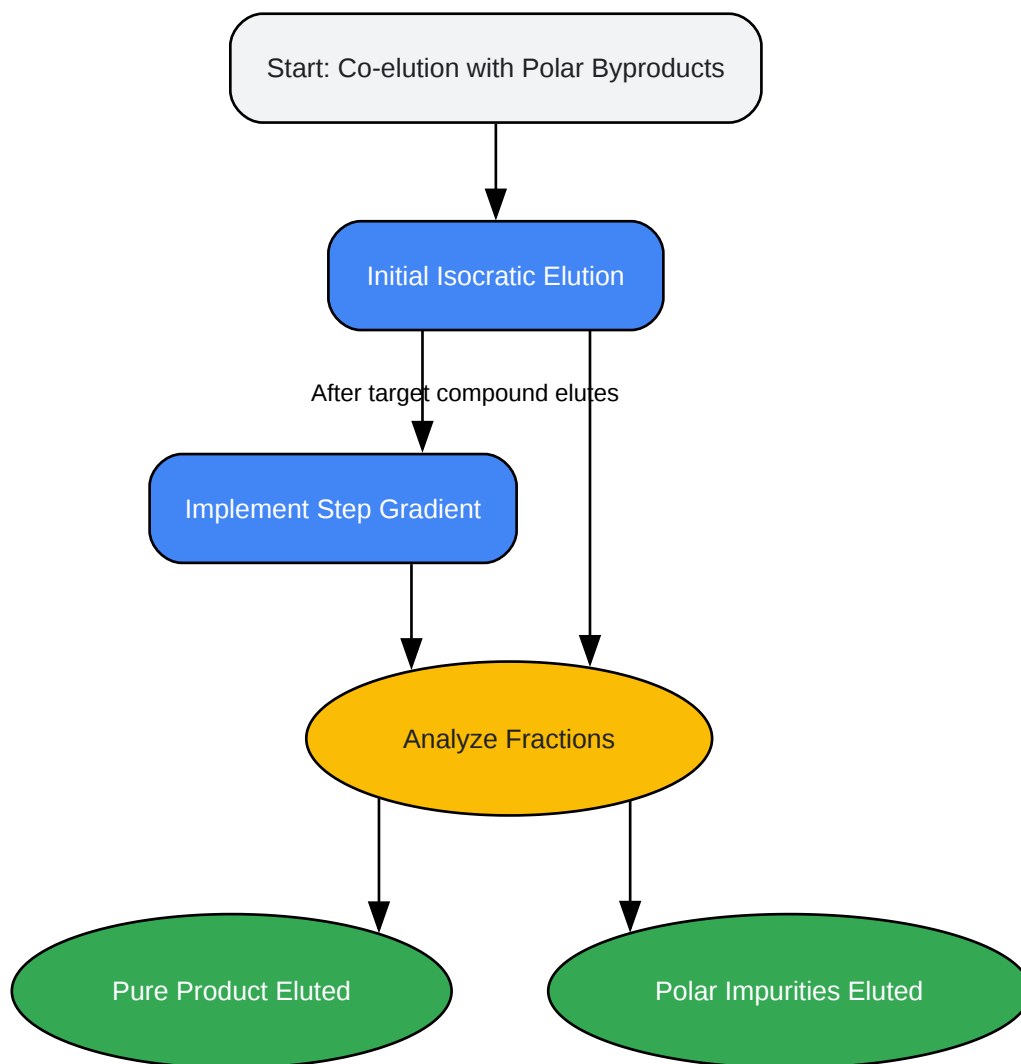 Start: Co-elution with Polar Byproducts
Initial Isocratic Elution
After target compound elutes
Implement Step Gradient
Analyze Fractions
Pure Product Eluted
Polar Impurities Eluted